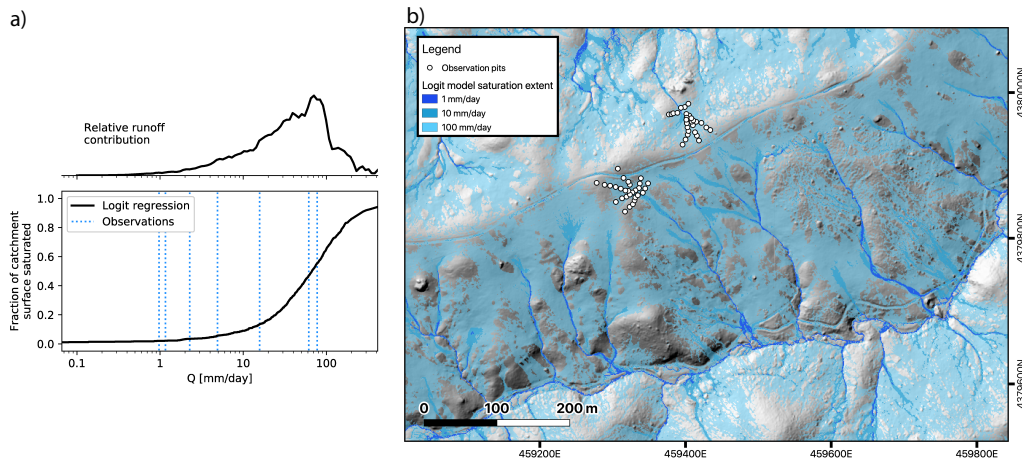 a)
Relative runoff
contribution
Fraction of catchment
surface saturated
1.0
0.8
0.6
0.4
0.2
0.0
Logit regression
Observations
0.1
1
10
100
Q [mm/day]
b)
Legend
Observation pits
Logit model saturation extent
1 mm/day
10 mm/day
100 mm/day
0
100
200 m
4380000N
4379800N
4379600N
459200E
459400E
459600E
459800E